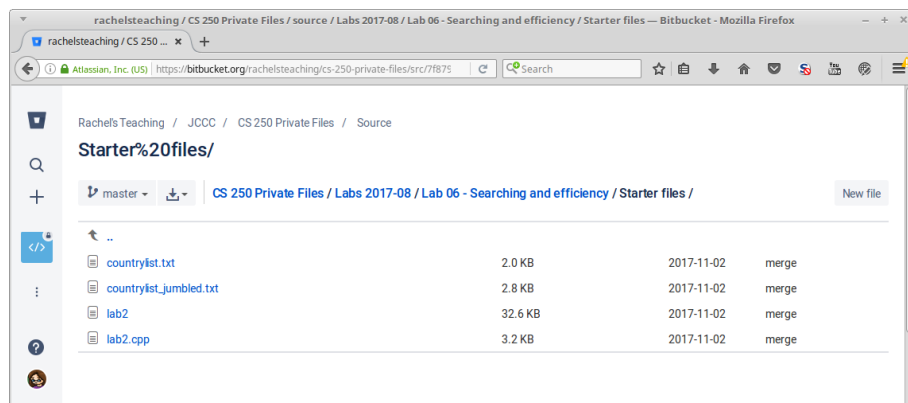 rachelsteaching / CS 250 Private Files / source / Labs 2017-08 / Lab 06 - Searching and efficiency / Starter files — Bitbucket - Mozilla Firefox
rachelsteaching / CS 250 ...
Atlassian, Inc. (US) https://bitbucket.org/rachelsteaching/cs-250-private-files/src/7f875 Search
Rachel's Teaching / JCCC / CS 250 Private Files / Source
Starter%20files/
master CS 250 Private Files / Labs 2017-08 / Lab 06 - Searching and efficiency / Starter files / New file
..
countrylist.txt 2.0 KB 2017-11-02 merge
countrylist_jumbled.txt 2.8 KB 2017-11-02 merge
lab2 32.6 KB 2017-11-02 merge
lab2.cpp 3.2 KB 2017-11-02 merge